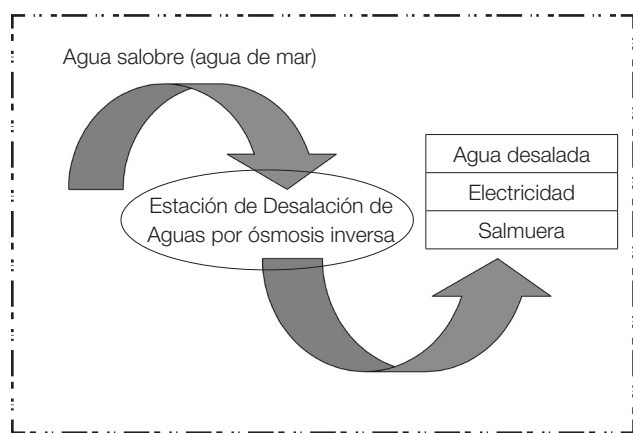 Agua salobre (agua de mar)
Estación de Desalación de
Aguas por ósmosis inversa
Agua desalada
Electricidad
Salmuera